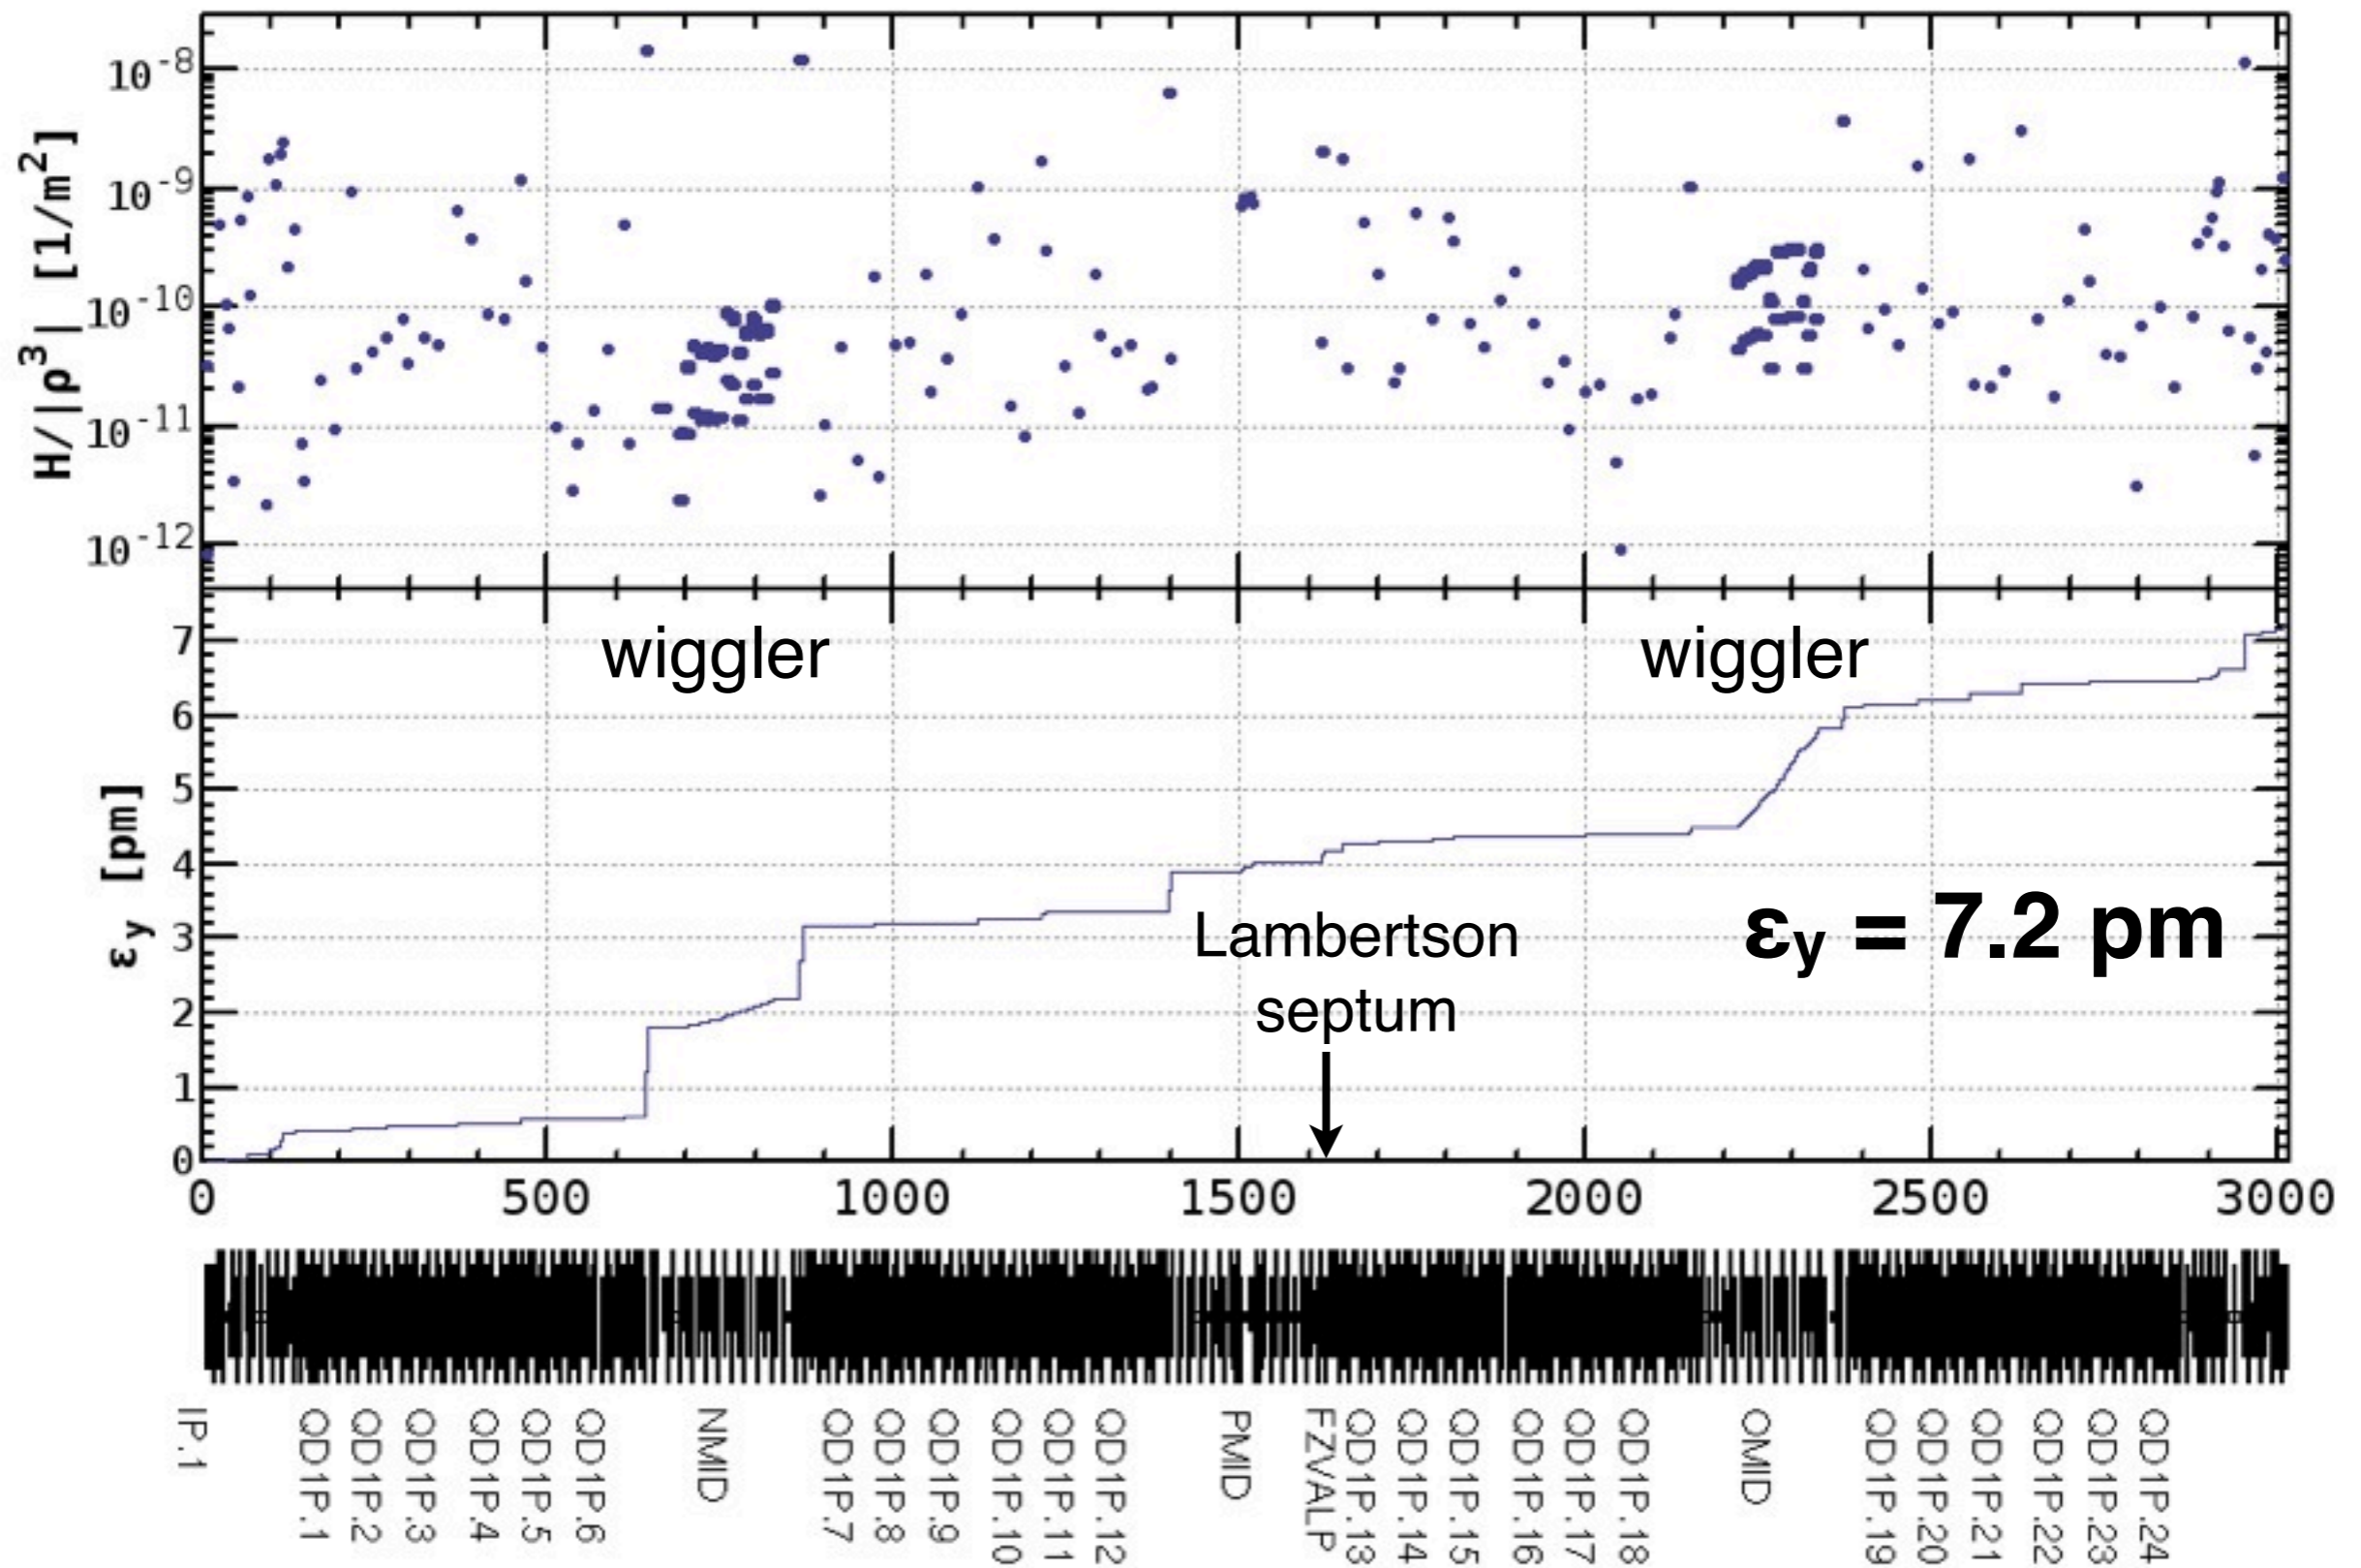 H/|ρ³| [1/m²]
10⁻⁸
10⁻⁹
10⁻¹⁰
10⁻¹¹
10⁻¹²
wiggler wiggler
εy [pm]
7
6
5
4
3
2
1
0
Lambertson
septum
εy = 7.2 pm
0 500 1000 1500 2000 2500 3000
IP.1
QD1P.1
QD1P.2
QD1P.3
QD1P.4
QD1P.5
QD1P.6
NMID
QD1P.7
QD1P.8
QD1P.9
QD1P.10
QD1P.11
QD1P.12
PMID
FZVALP
QD1P.13
QD1P.14
QD1P.15
QD1P.16
QD1P.17
QD1P.18
OMID
QD1P.19
QD1P.20
QD1P.21
QD1P.22
QD1P.23
QD1P.24